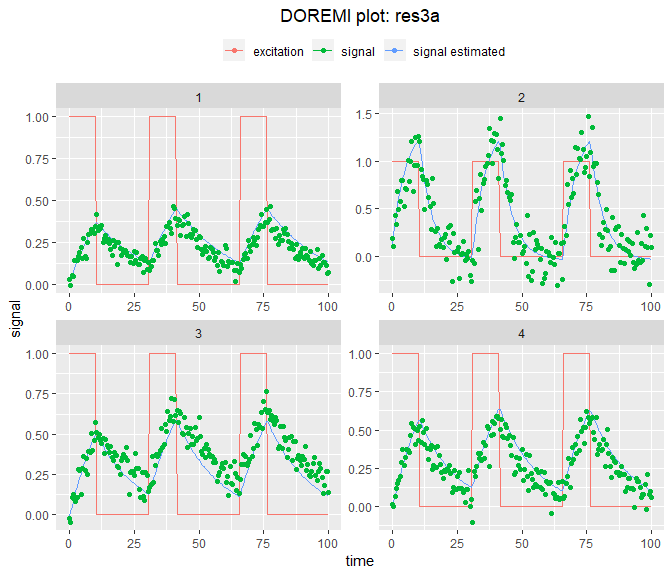 DOREMI plot: res3a
excitation signal signal estimated
1 2
1.00 0.75 0.50 0.25 0.00
1.5 1.0 0.5 0.0
0 25 50 75 100 0 25 50 75 100
signal
3 4
1.00 0.75 0.50 0.25 0.00
1.00 0.75 0.50 0.25 0.00
0 25 50 75 100 0 25 50 75 100
time